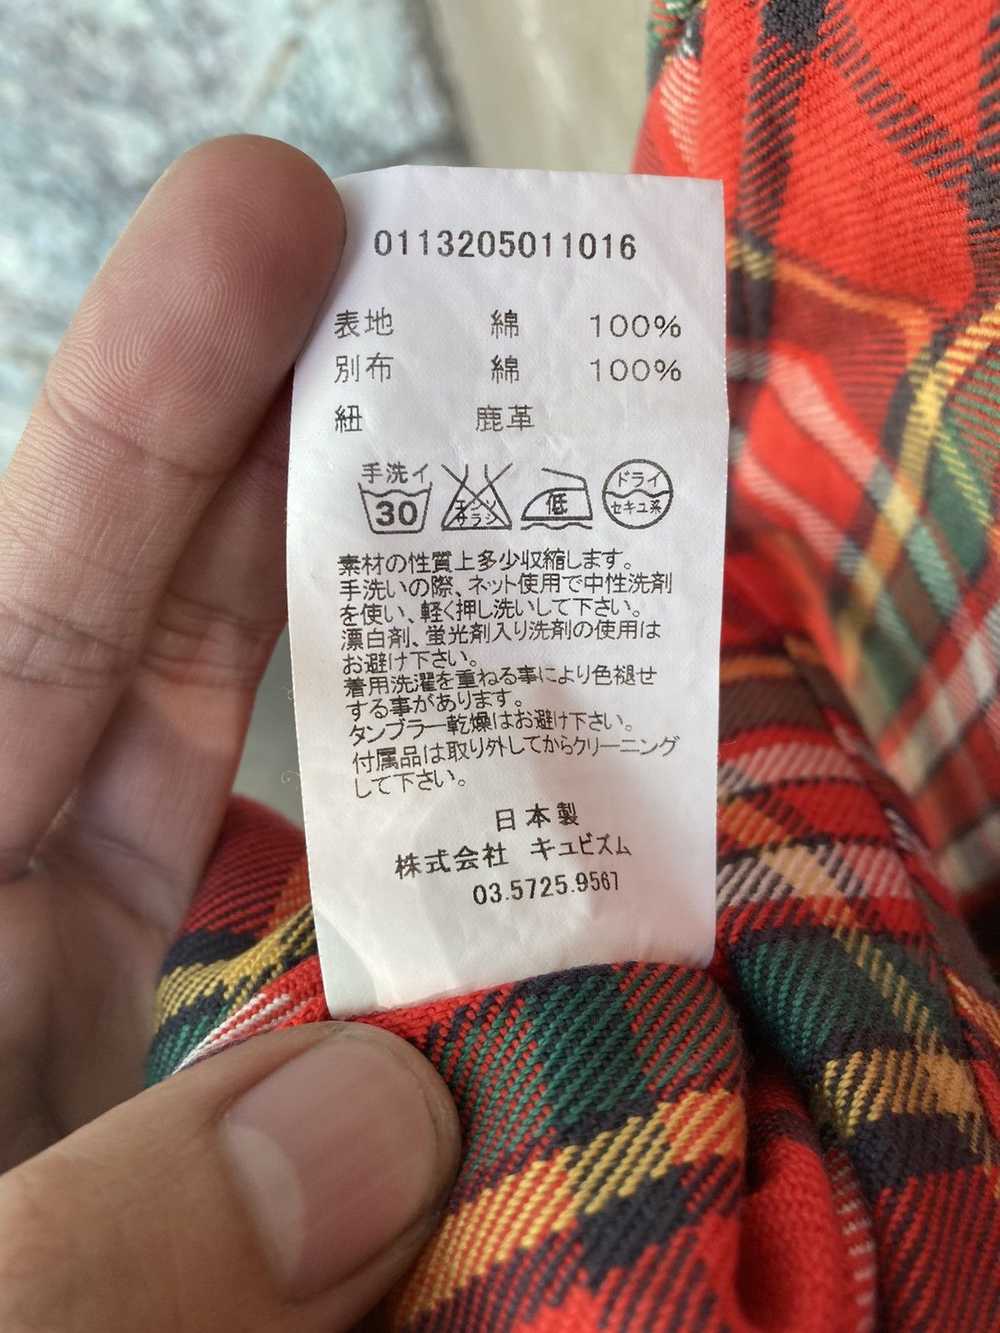 0113205011016
表地 綿 100%
別布 綿 100%
紐 鹿革
手洗イ
30
エンソ
サラシ
低
ドライ
セキユ系
素材の性質上多少収縮します。
手洗いの際、ネット使用で中性洗剤
を使い、軽く押し洗いして下さい。
漂白剤、蛍光剤入り洗剤の使用は
お避け下さい。
着用洗濯を重ねる事により色褪せ
する事があります。
タンブラー乾燥はお避け下さい。
付属品は取り外してからクリーニング
して下さい。
日本製
株式会社 キュビズム
03.5725.9567